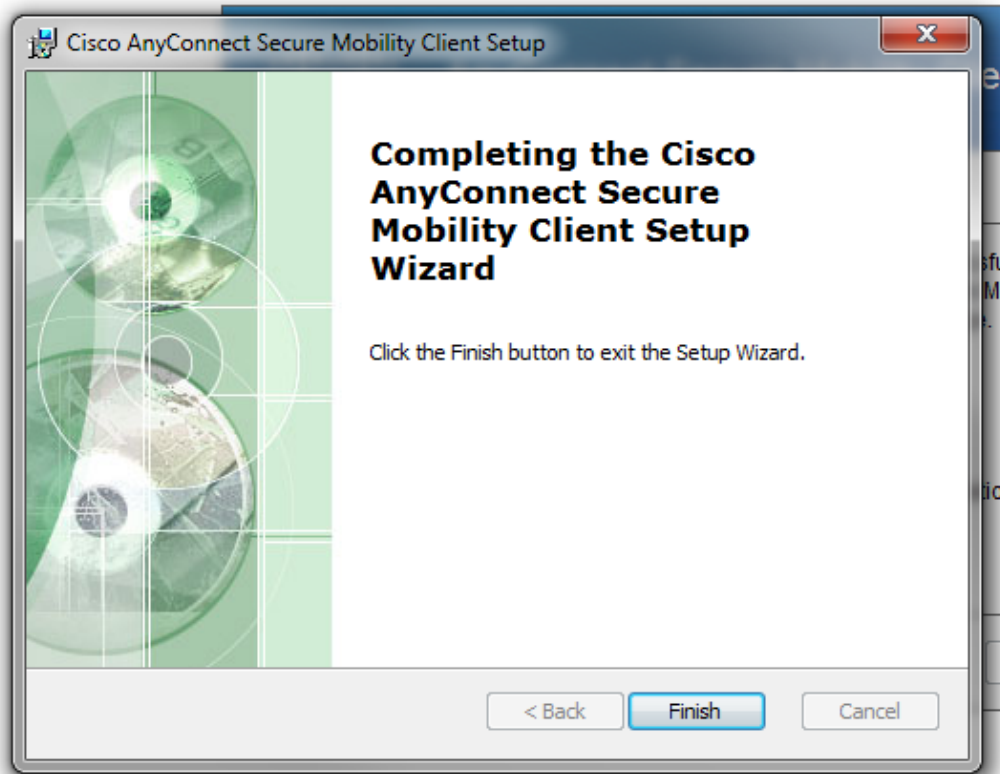 Cisco AnyConnect Secure Mobility Client Setup
Completing the Cisco
AnyConnect Secure
Mobility Client Setup
Wizard
Click the Finish button to exit the Setup Wizard.
< Back
Finish
Cancel